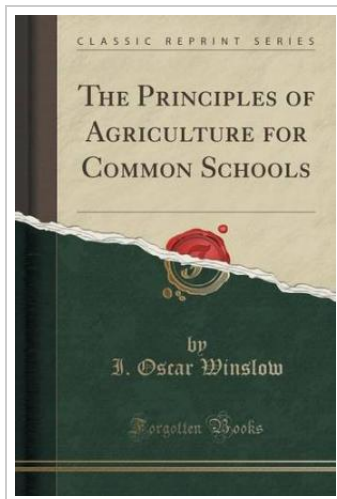 CLASSIC REPRINT SERIES
THE PRINCIPLES OF
AGRICULTURE FOR
COMMON SCHOOLS
by
I. Oscar Winslow
Forgotten Books